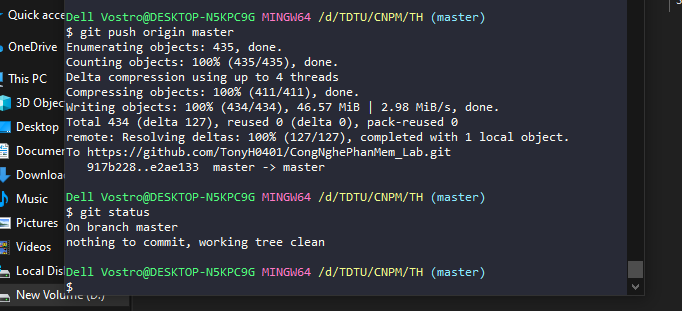 Quick acce
OneDrive
This PC
3D Objec
Desktop
Documen
Downloa
Music
Pictures
Videos
Local Dis
New Volume (D:)
Dell Vostro@DESKTOP-N5KPC9G MINGW64 /d/TDTU/CNPM/TH (master)
$ git push origin master
Enumerating objects: 435, done.
Counting objects: 100% (435/435), done.
Delta compression using up to 4 threads
Compressing objects: 100% (411/411), done.
Writing objects: 100% (434/434), 46.57 MiB | 2.98 MiB/s, done.
Total 434 (delta 127), reused 0 (delta 0), pack-reused 0
remote: Resolving deltas: 100% (127/127), completed with 1 local object.
To https://github.com/TonyH0401/CongNghePhanMem_Lab.git
   917b228..e2ae133  master -> master
Dell Vostro@DESKTOP-N5KPC9G MINGW64 /d/TDTU/CNPM/TH (master)
$ git status
On branch master
nothing to commit, working tree clean
Dell Vostro@DESKTOP-N5KPC9G MINGW64 /d/TDTU/CNPM/TH (master)
$